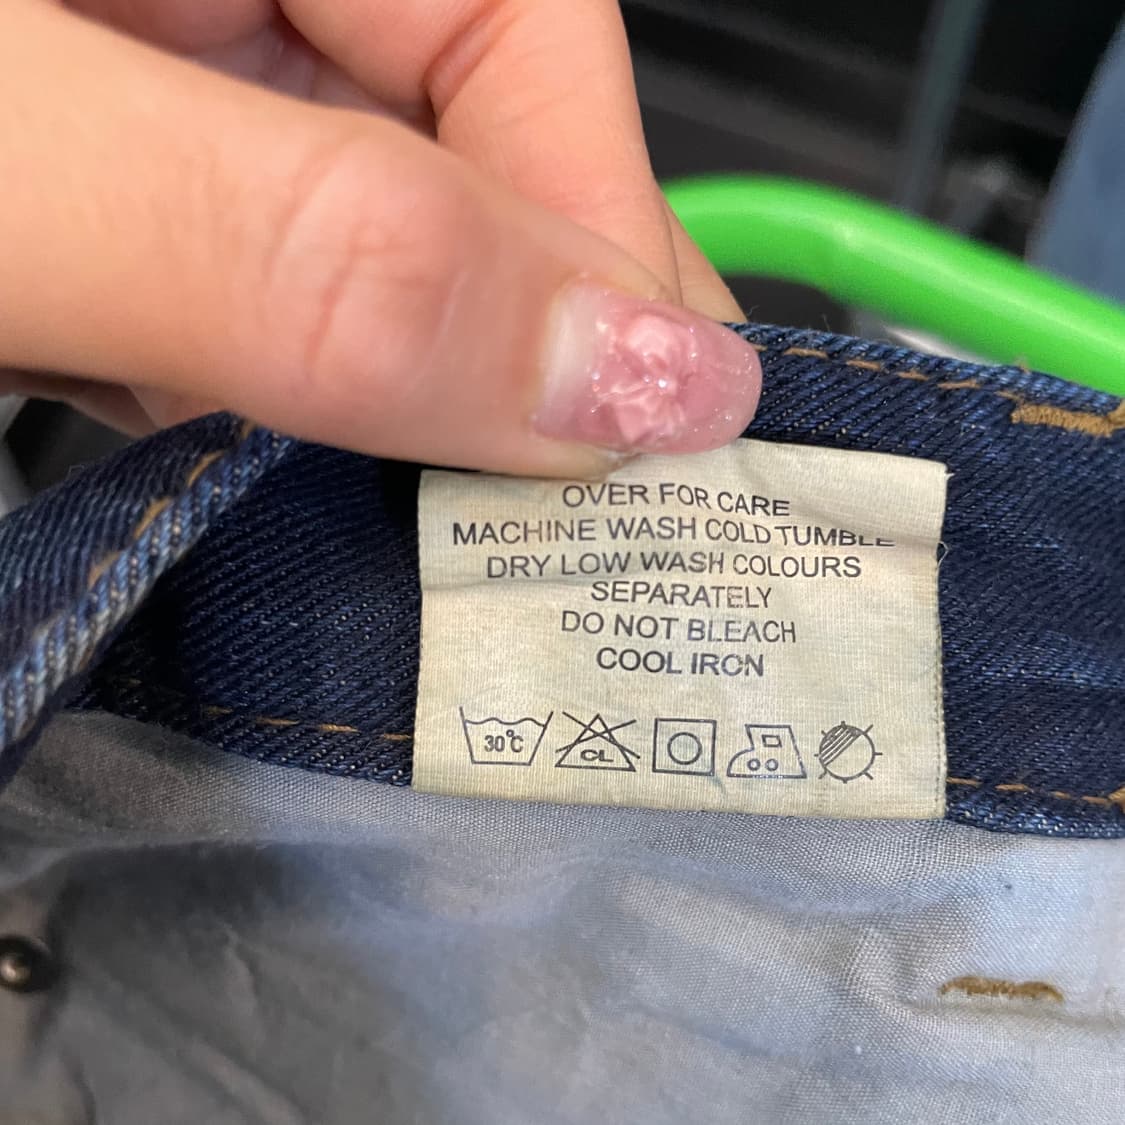 OVER FOR CARE
MACHINE WASH COLD TUMBLE
DRY LOW WASH COLOURS
SEPARATELY
DO NOT BLEACH
COOL IRON
30°C CL